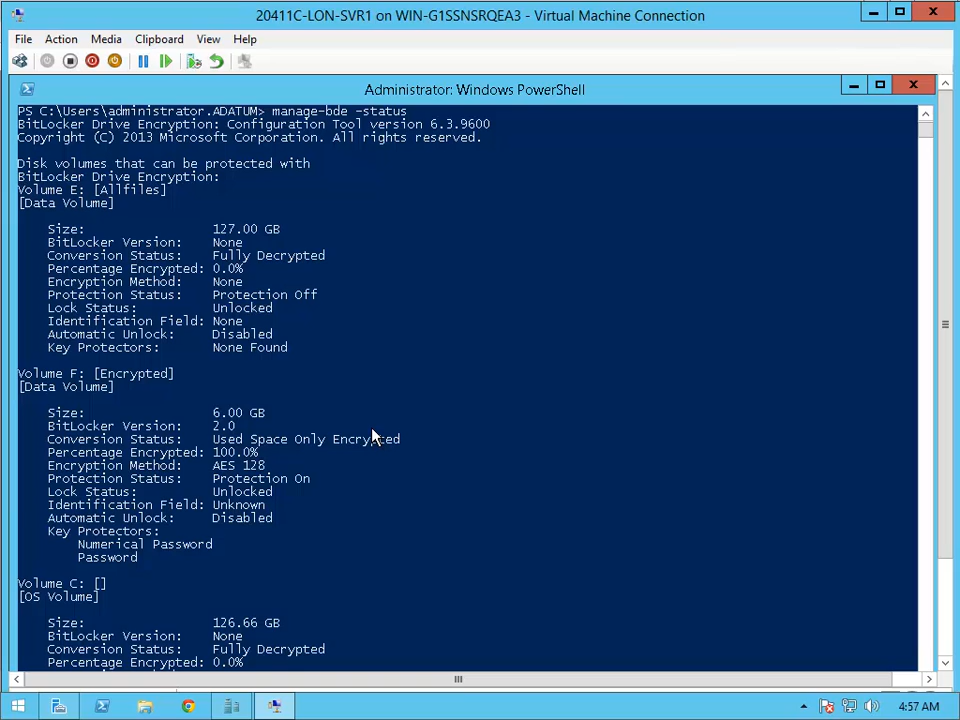 20411C-LON-SVR1 on WIN-G1SSNSRQEA3 - Virtual Machine Connection
File Action Media Clipboard View Help
Administrator: Windows PowerShell
PS C:\Users\administrator.ADATUM> manage-bde -status
BitLocker Drive Encryption: Configuration Tool version 6.3.9600
Copyright (C) 2013 Microsoft Corporation. All rights reserved.
Disk volumes that can be protected with
BitLocker Drive Encryption:
Volume E: [Allfiles]
[Data Volume]
Size: 127.00 GB
BitLocker Version: None
Conversion Status: Fully Decrypted
Percentage Encrypted: 0.0%
Encryption Method: None
Protection Status: Protection Off
Lock Status: Unlocked
Identification Field: None
Automatic Unlock: Disabled
Key Protectors: None Found
Volume F: [Encrypted]
[Data Volume]
Size: 6.00 GB
BitLocker Version: 2.0
Conversion Status: Used Space Only Encrypted
Percentage Encrypted: 100.0%
Encryption Method: AES 128
Protection Status: Protection On
Lock Status: Unlocked
Identification Field: Unknown
Automatic Unlock: Disabled
Key Protectors:
Numerical Password
Password
Volume C: []
[OS Volume]
Size: 126.66 GB
BitLocker Version: None
Conversion Status: Fully Decrypted
Percentage Encrypted: 0.0%
4:57 AM